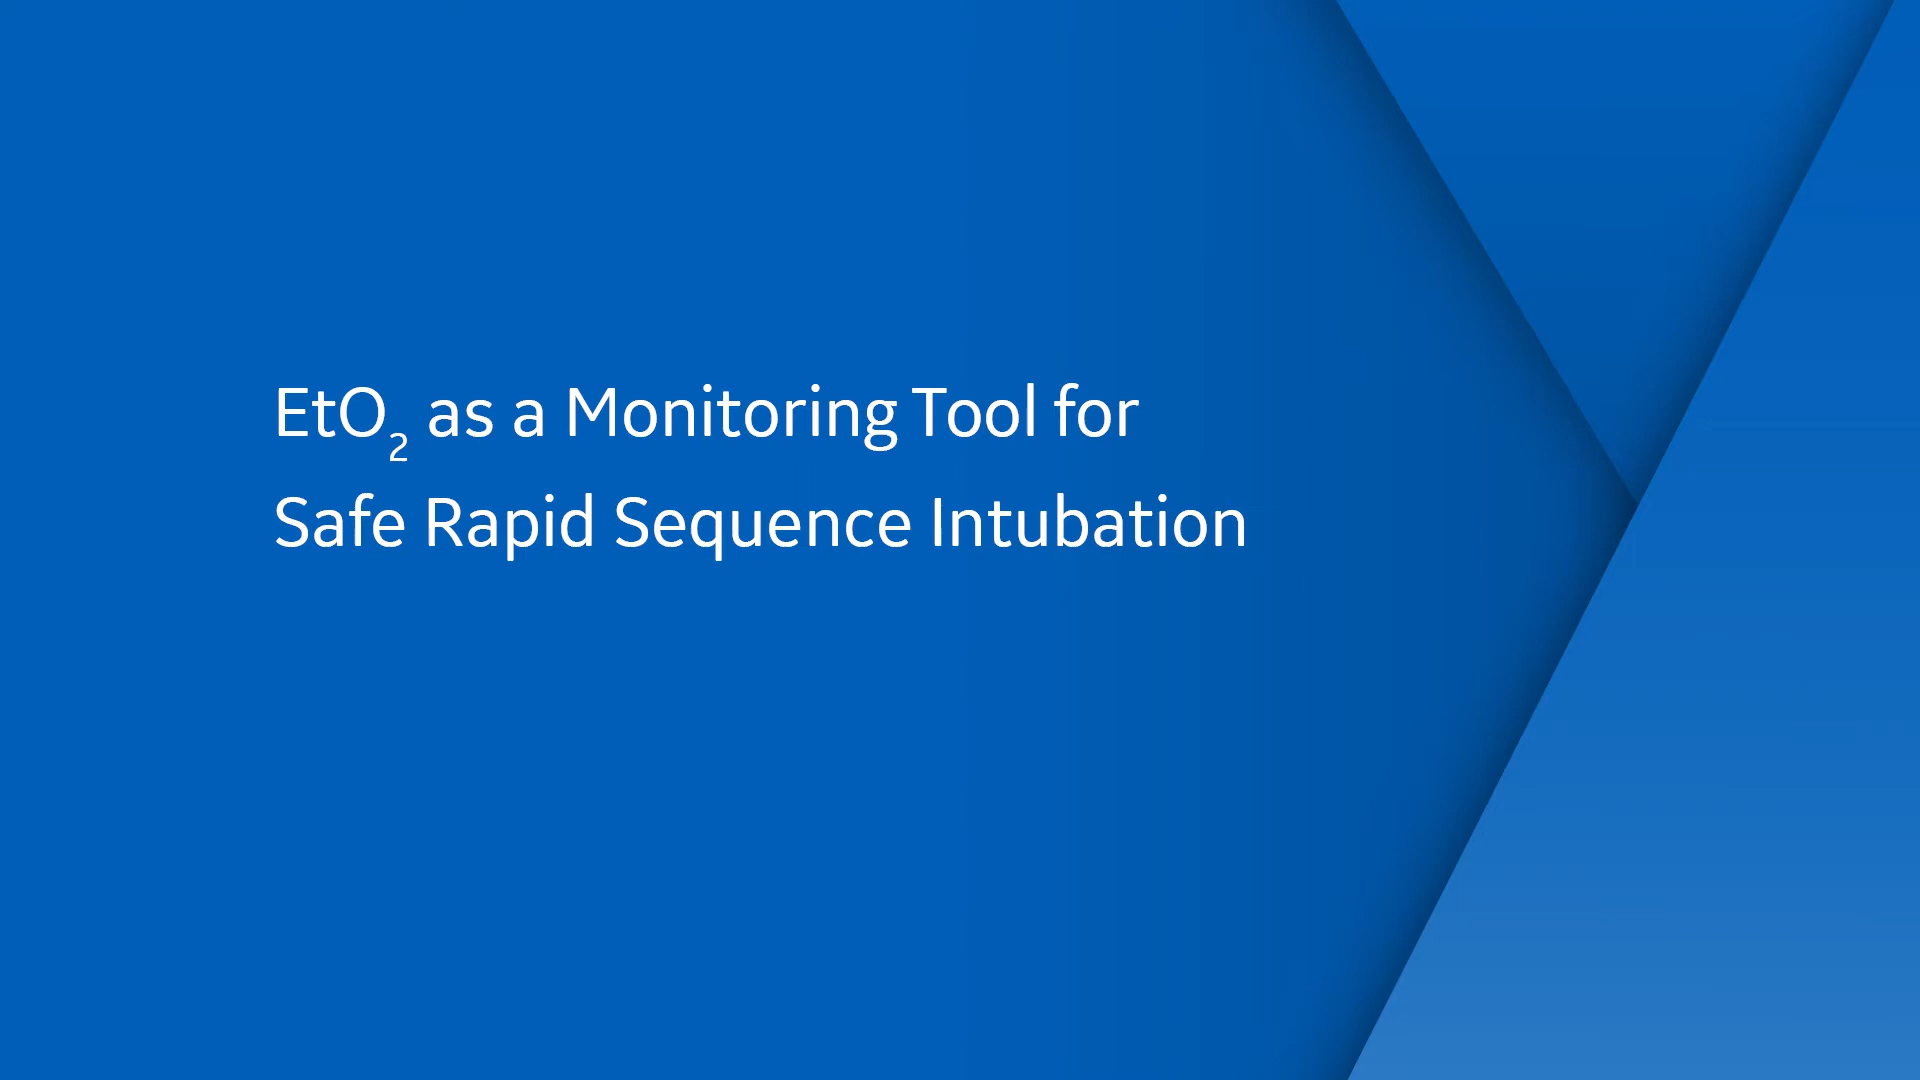 EtO₂ as a Monitoring Tool for
Safe Rapid Sequence Intubation